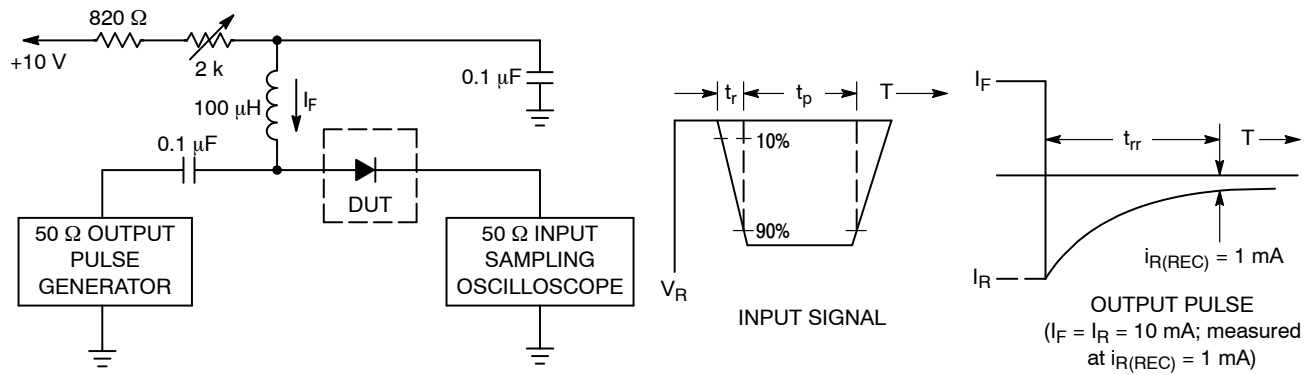 820 Ω
+10 V
2 k
100 μH
I_F
0.1 μF
0.1 μF
DUT
50 Ω OUTPUT
PULSE
GENERATOR
50 Ω INPUT
SAMPLING
OSCILLOSCOPE
t_r
t_p
T
10%
90%
V_R
INPUT SIGNAL
I_F
t_rr
T
I_R
i_R(REC) = 1 mA
OUTPUT PULSE
(I_F = I_R = 10 mA; measured
at i_R(REC) = 1 mA)